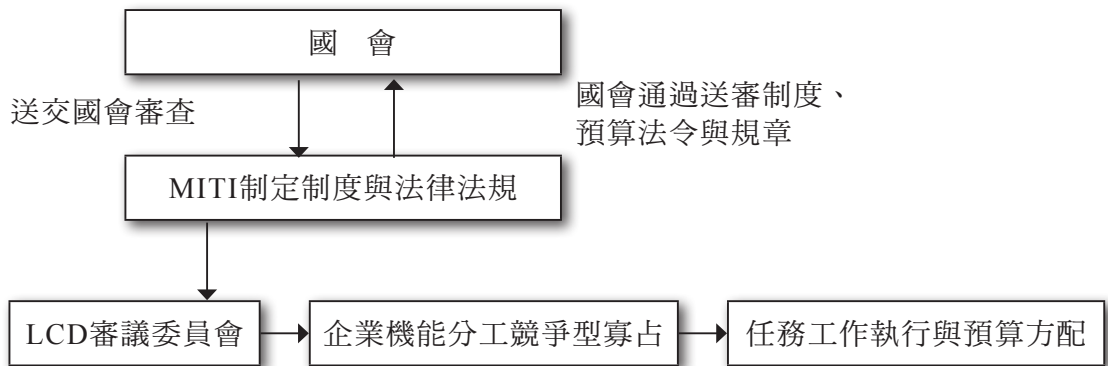 國 會
送交國會審查
國會通過送審制度、
預算法令與規章
MITI制定制度與法律法規
LCD審議委員會
企業機能分工競爭型寡占
任務工作執行與預算方配